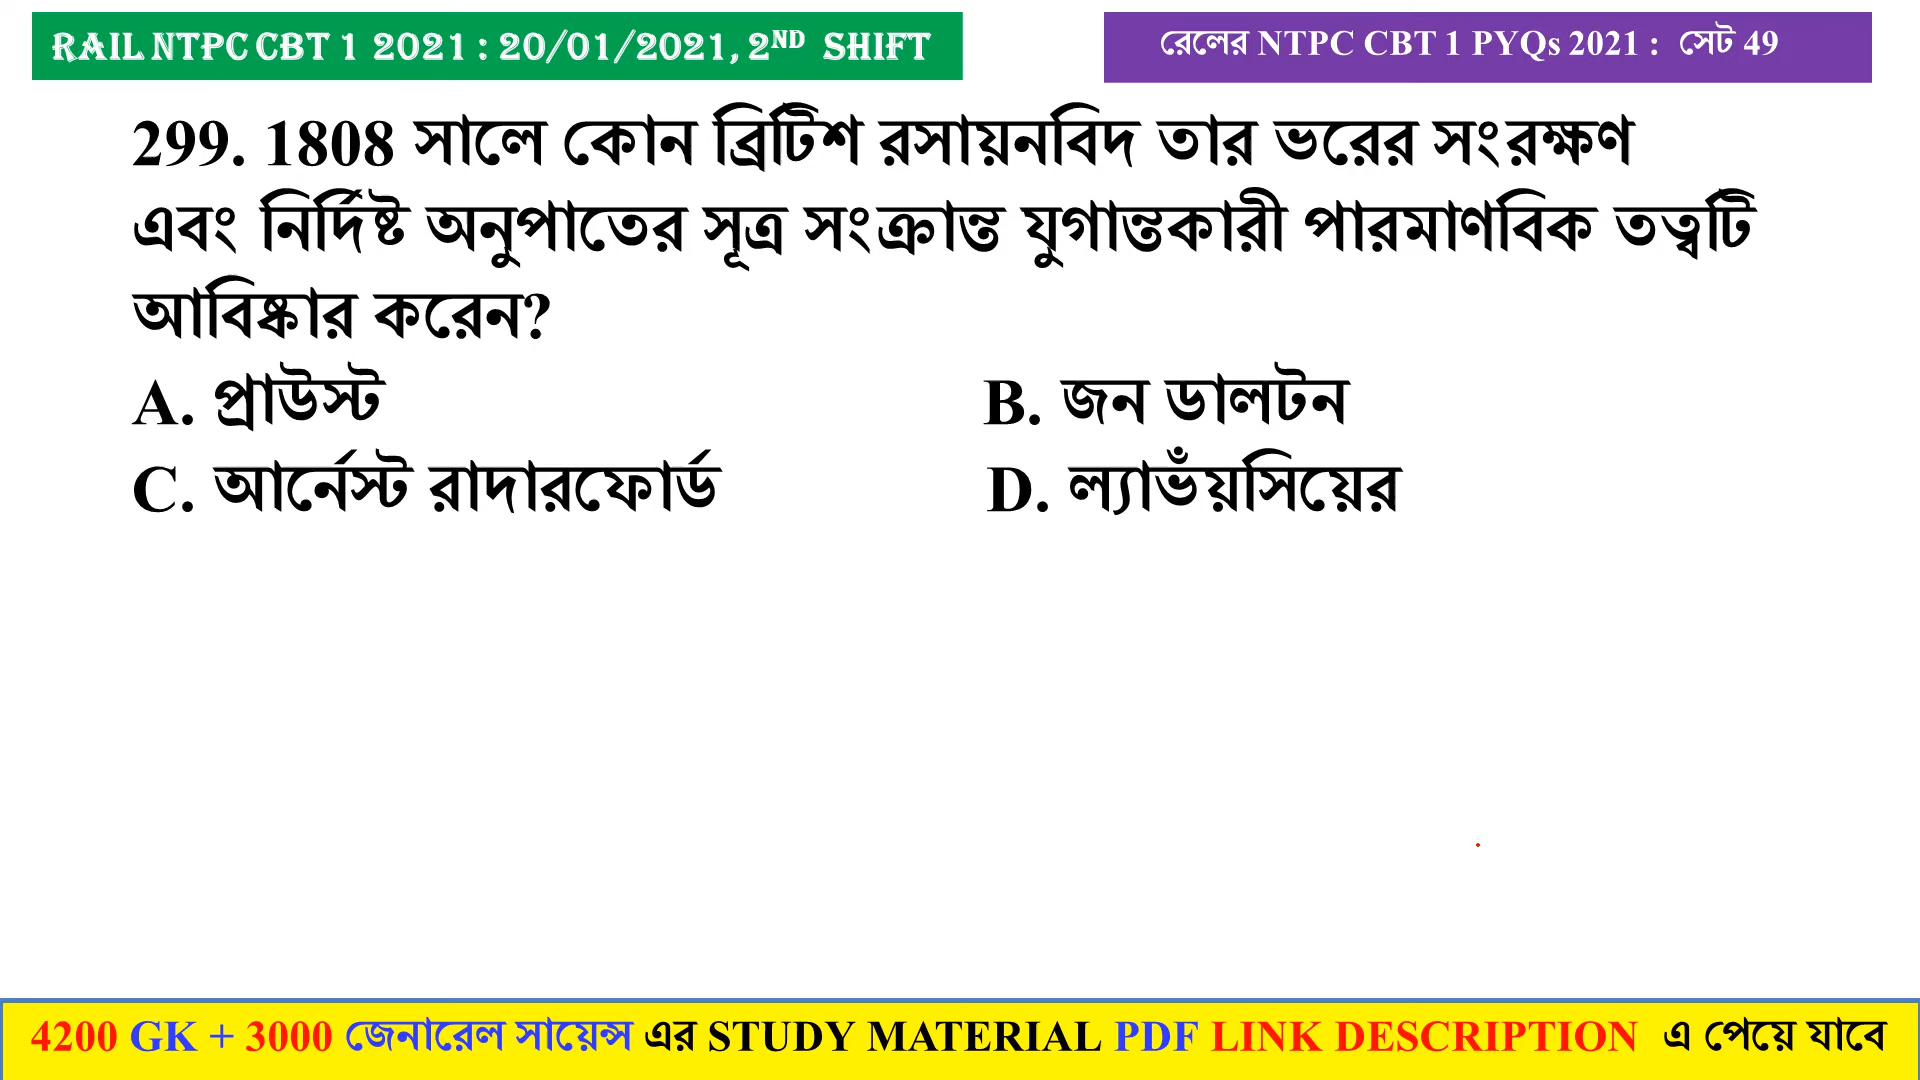 RAIL NTPC CBT 1 2021 : 20/01/2021, 2ND SHIFT
রেলের NTPC CBT 1 PYQs 2021 : সেট 49
299. 1808 সালে কোন ব্রিটিশ রসায়নবিদ তার ভরের সংরক্ষণ
এবং নির্দিষ্ট অনুপাতের সূত্র সংক্রান্ত যুগান্তকারী পারমাণবিক তত্বটি
আবিষ্কার করেন?
A. প্রাউস্ট B. জন ডালটন
C. আর্নেস্ট রাদারফোর্ড D. ল্যাভঁয়সিয়ের
4200 GK + 3000 জেনারেল সায়েন্স এর STUDY MATERIAL PDF LINK DESCRIPTION এ পেয়ে যাবে